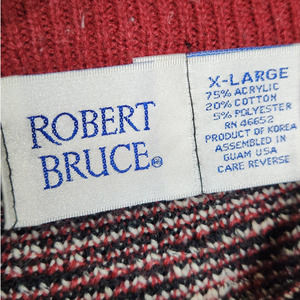 ROBERT
BRUCE®
X-LARGE
75% ACRYLIC
20% COTTON
5% POLYESTER
RN 46652
PRODUCT OF KOREA
ASSEMBLED IN
GUAM USA
CARE REVERSE